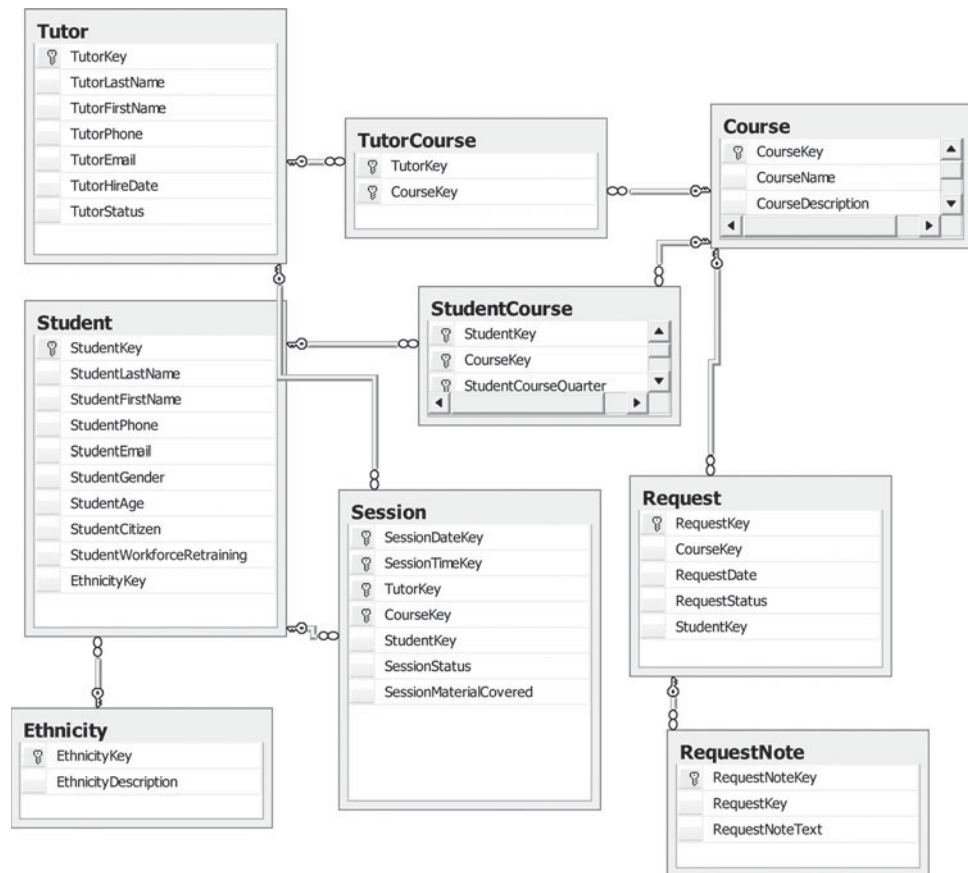 Tutor
TutorKey
TutorLastName
TutorFirstName
TutorPhone
TutorEmail
TutorHireDate
TutorStatus
TutorCourse
TutorKey
CourseKey
Course
CourseKey
CourseName
CourseDescription
Student
StudentKey
StudentLastName
StudentFirstName
StudentPhone
StudentEmail
StudentGender
StudentAge
StudentCitizen
StudentWorkforceRetraining
EthnicityKey
StudentCourse
StudentKey
CourseKey
StudentCourseQuarter
Session
SessionDateKey
SessionTimeKey
TutorKey
CourseKey
StudentKey
SessionStatus
SessionMaterialCovered
Request
RequestKey
CourseKey
RequestDate
RequestStatus
StudentKey
Ethnicity
EthnicityKey
EthnicityDescription
RequestNote
RequestNoteKey
RequestKey
RequestNoteText